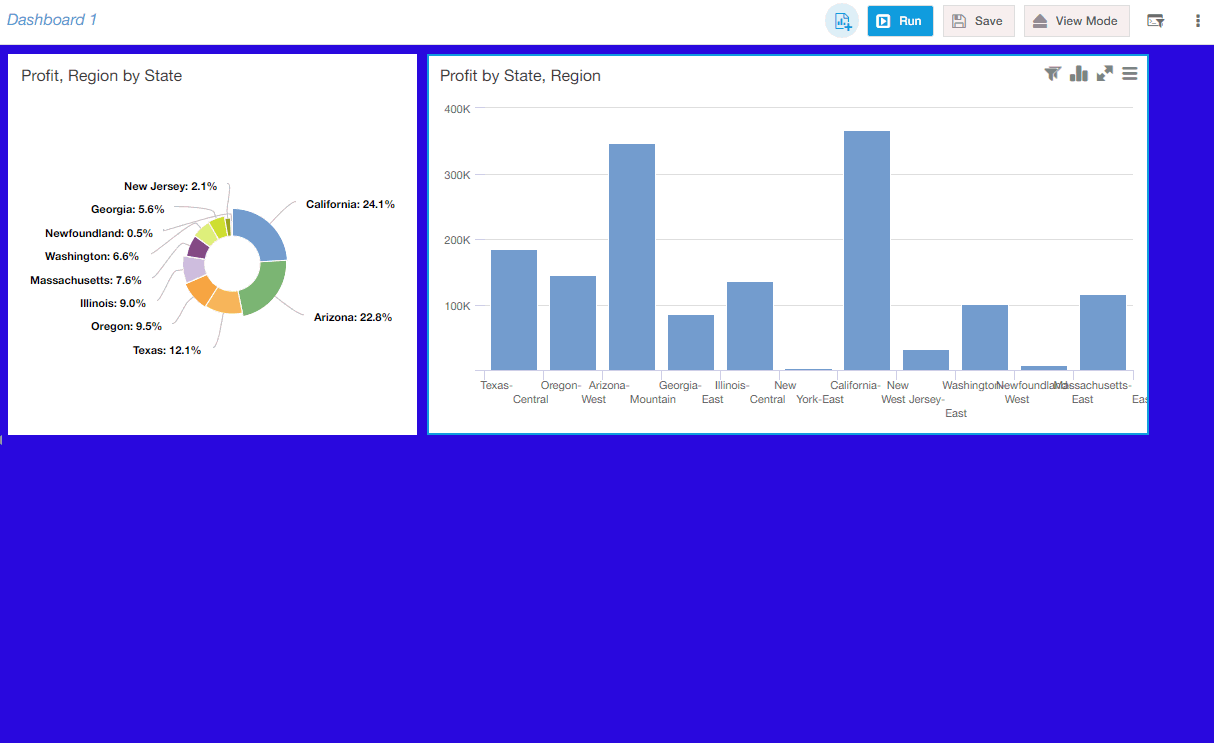 Dashboard 1
Run
Save
View Mode
Profit, Region by State
New Jersey: 2.1%
California: 24.1%
Georgia: 5.6%
Newfoundland: 0.5%
Washington: 6.6%
Massachusetts: 7.6%
Illinois: 9.0%
Arizona: 22.8%
Oregon: 9.5%
Texas: 12.1%
Profit by State, Region
400K
300K
200K
100K
Texas-
Central
Oregon-
West
Arizona-
Mountain
Georgia-
East
Illinois-
Central
New
York-East
California-
West
New
Jersey-
East
Washington-
West
Newfoundland-
East
Massachusetts-
Eas